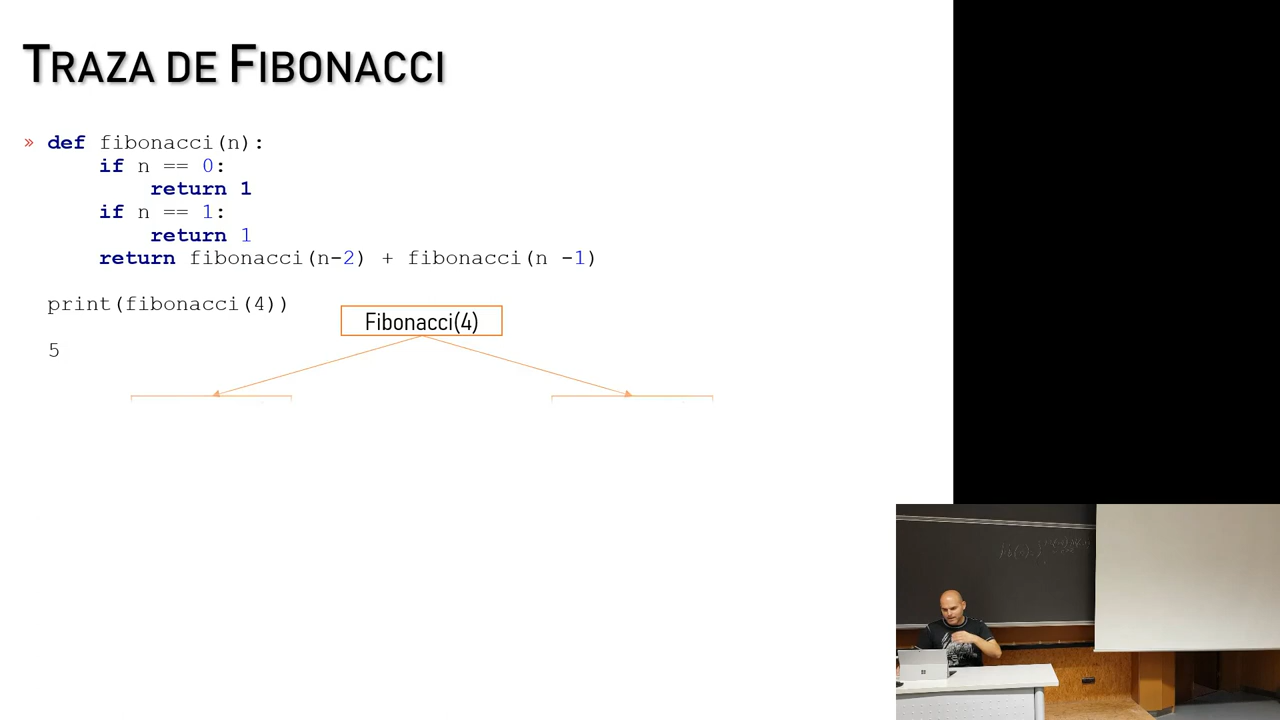 TRAZA DE FIBONACCI
» def fibonacci(n):
if n == 0:
return 1
if n == 1:
return 1
return fibonacci(n-2) + fibonacci(n -1)
print(fibonacci(4))
Fibonacci(4)
5